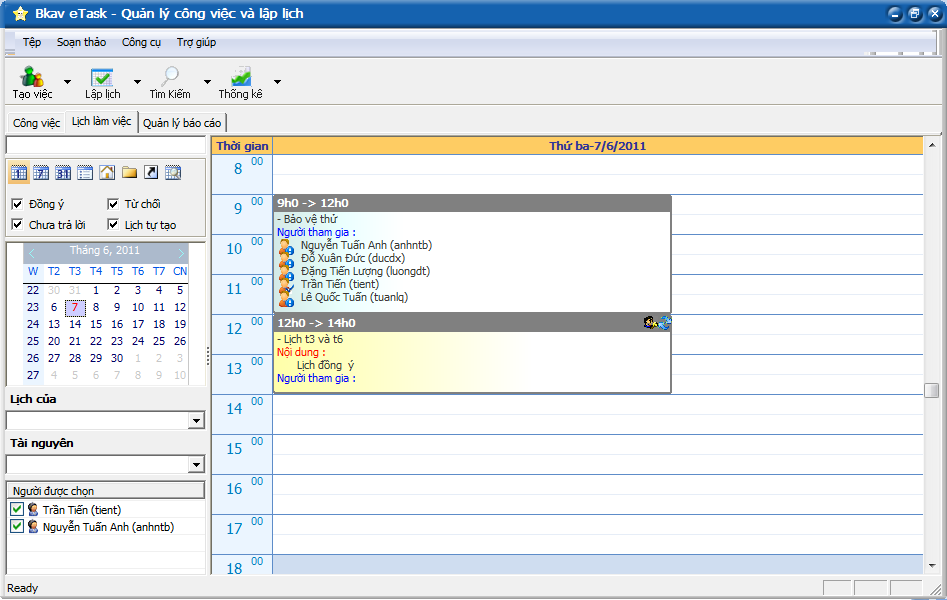 Bkav eTask - Quản lý công việc và lập lịch
Tệp Soạn thảo Công cụ Trợ giúp
Tạo việc Lập lịch Tìm Kiếm Thống kê
Công việc Lịch làm việc Quản lý báo cáo
1 7 31
Đồng ý Từ chối
Chưa trả lời Lịch tự tạo
Tháng 6, 2011
W T2 T3 T4 T5 T6 T7 CN
22 30 31 1 2 3 4 5
23 6 7 8 9 10 11 12
24 13 14 15 16 17 18 19
25 20 21 22 23 24 25 26
26 27 28 29 30 1 2 3
27 4 5 6 7 8 9 10
Lịch của
Tài nguyên
Người được chọn
Trần Tiến (tient)
Nguyễn Tuấn Anh (anhntb)
Thời gian Thứ ba-7/6/2011
8 00
9 00
9h0 -> 12h0
- Bảo vệ thử
Người tham gia :
Nguyễn Tuấn Anh (anhntb)
10 00
Đỗ Xuân Đức (ducdx)
Đặng Tiến Lượng (luongdt)
Trần Tiến (tient)
11 00
Lê Quốc Tuấn (tuanlq)
12 00
12h0 -> 14h0
- Lịch t3 và t6
Nội dung :
13 00
Lịch đồng ý
Người tham gia :
14 00
15 00
16 00
17 00
18 00
Ready